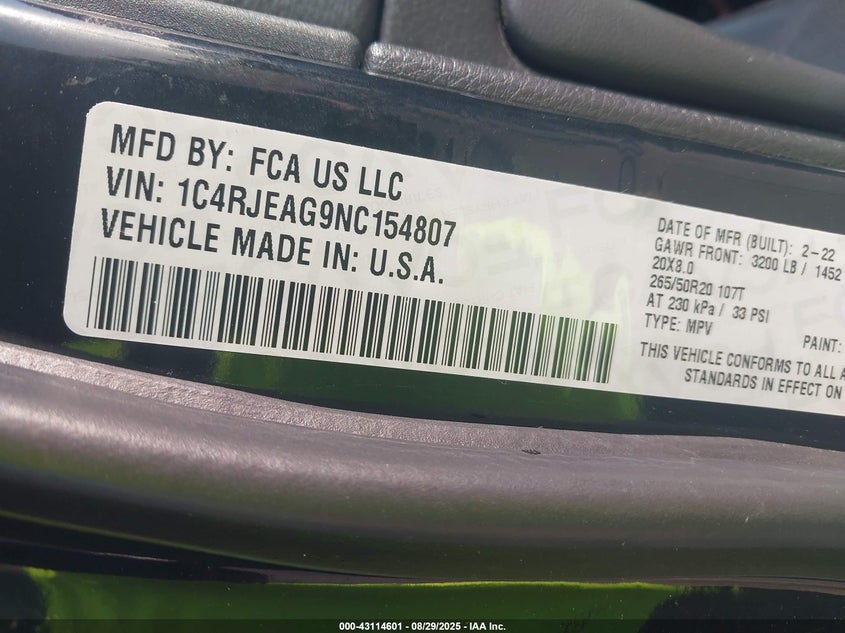 MFD BY: FCA US LLC
VIN: 1C4RJEAG9NC154807
VEHICLE MADE IN: U.S.A.
DATE OF MFR (BUILT): 2-22
GAWR FRONT: 3200 LB / 1452
20X8.0
265/50R20 107T
AT 230 kPa / 33 PSI
TYPE: MPV
PAINT:
THIS VEHICLE CONFORMS TO ALL A
STANDARDS IN EFFECT ON
000-43114601 - 08/29/2025 - IAA Inc.